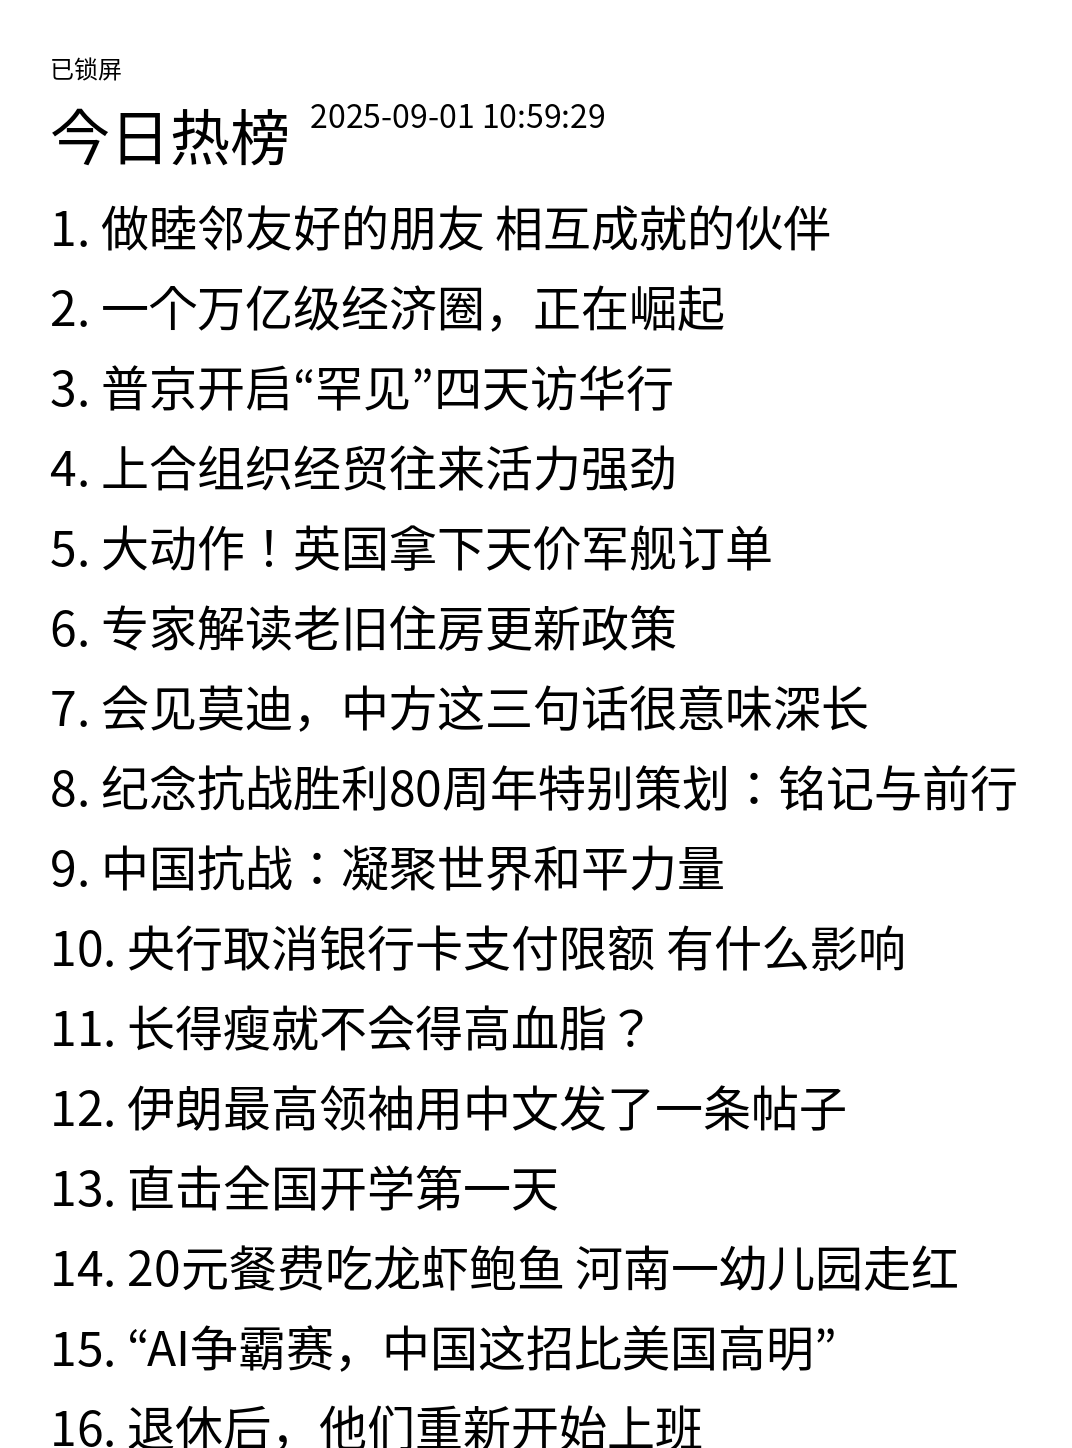 已锁屏
今日热榜 2025-09-01 10:59:29
1. 做睦邻友好的朋友 相互成就的伙伴
2. 一个万亿级经济圈，正在崛起
3. 普京开启“罕见”四天访华行
4. 上合组织经贸往来活力强劲
5. 大动作！英国拿下天价军舰订单
6. 专家解读老旧住房更新政策
7. 会见莫迪，中方这三句话很意味深长
8. 纪念抗战胜利80周年特别策划：铭记与前行
9. 中国抗战：凝聚世界和平力量
10. 央行取消银行卡支付限额 有什么影响
11. 长得瘦就不会得高血脂？
12. 伊朗最高领袖用中文发了一条帖子
13. 直击全国开学第一天
14. 20元餐费吃龙虾鲍鱼 河南一幼儿园走红
15. “AI争霸赛，中国这招比美国高明”
16. 退休后，他们重新开始上班